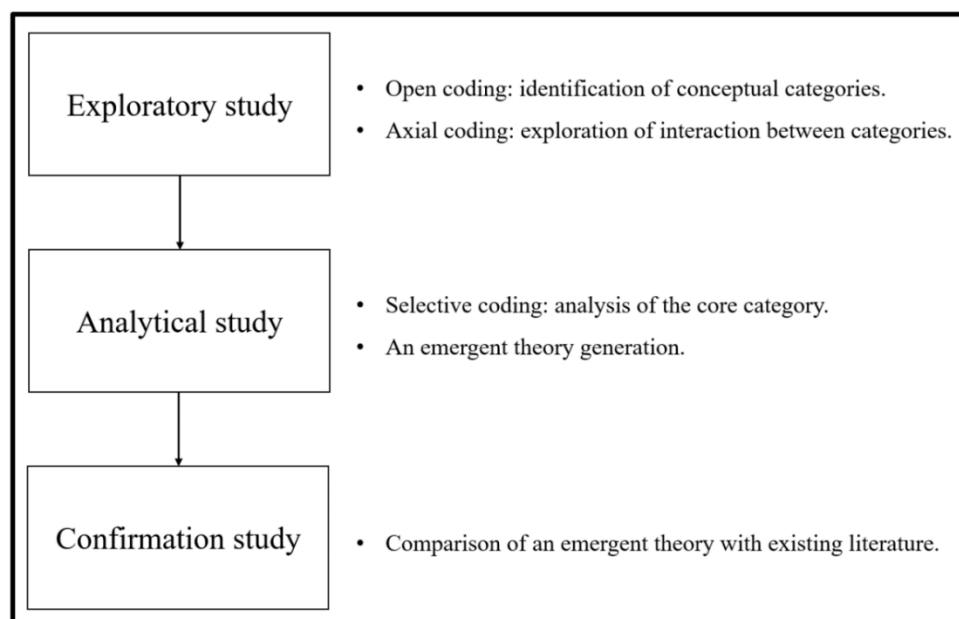 Exploratory study
• Open coding: identification of conceptual categories.
• Axial coding: exploration of interaction between categories.
Analytical study
• Selective coding: analysis of the core category.
• An emergent theory generation.
Confirmation study
• Comparison of an emergent theory with existing literature.